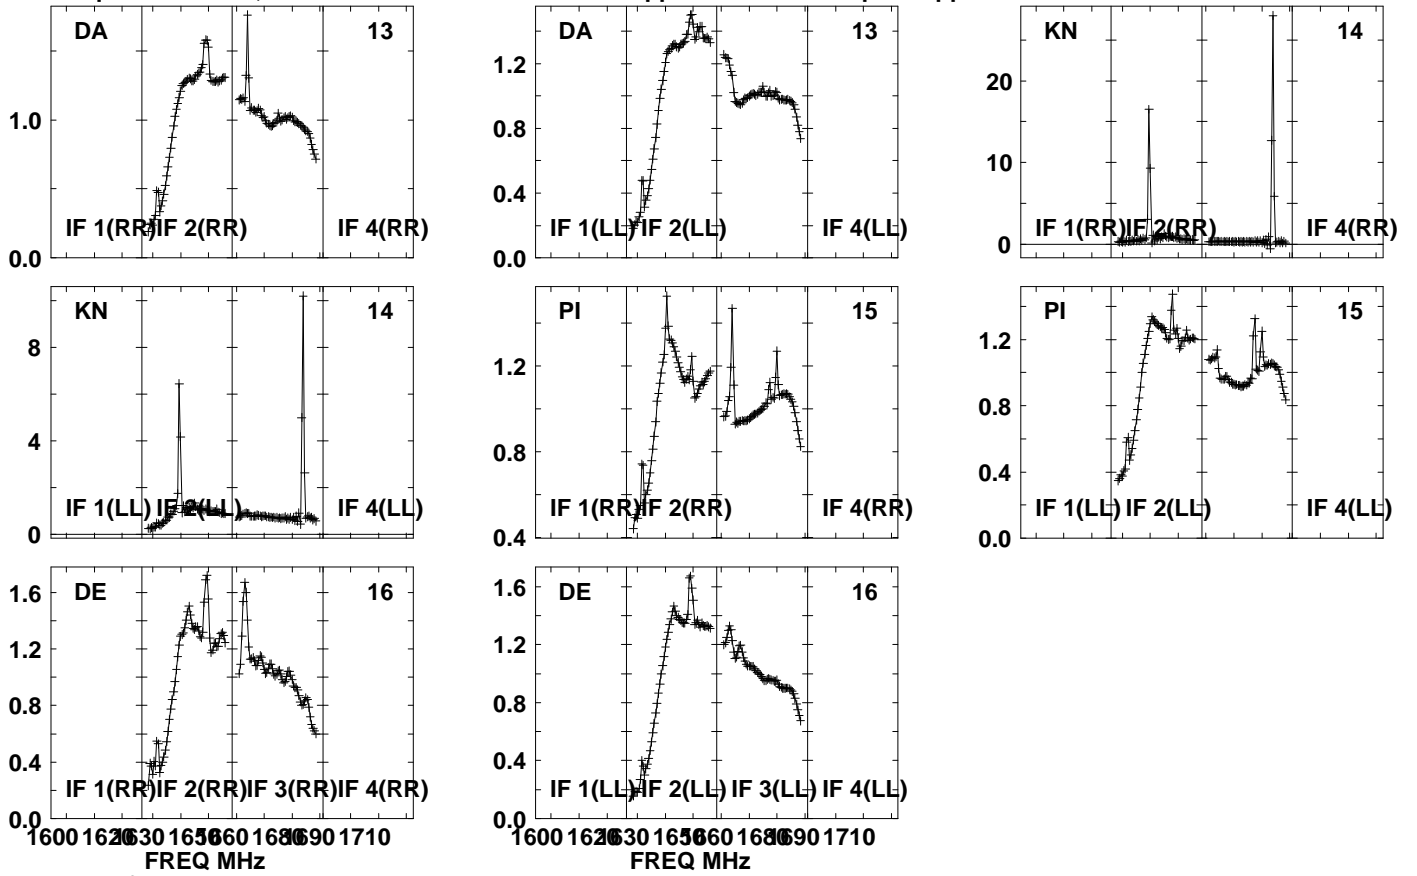 DA 13
1.0
0.0
IF 1(RR) IF 2(RR) IF 4(RR)
DA 13
1.2
0.8
0.4
0.0
IF 1(LL) IF 2(LL) IF 4(LL)
KN 14
20
10
0
IF 1(RR) IF 2(RR) IF 4(RR)
KN 14
8
4
0
IF 1(LL) IF 2(LL) IF 4(LL)
PI 15
1.2
0.8
0.4
IF 1(RR) IF 2(RR) IF 4(RR)
PI 15
1.2
0.8
0.4
0.0
IF 1(LL) IF 2(LL) IF 4(LL)
DE 16
1.6
1.2
0.8
0.4
0.0
IF 1(RR) IF 2(RR) IF 3(RR) IF 4(RR)
1600 1620 1630 1650 1660 1680 1690 1710
FREQ MHz
DE 16
1.6
1.2
0.8
0.4
0.0
IF 1(LL) IF 2(LL) IF 3(LL) IF 4(LL)
1600 1620 1630 1650 1660 1680 1690 1710
FREQ MHz